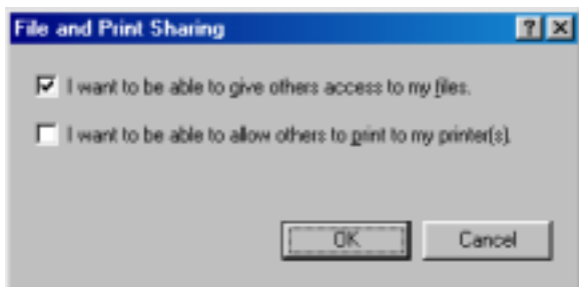 File and Print Sharing
I want to be able to give others access to my files.
I want to be able to allow others to print to my printer(s).
OK
Cancel